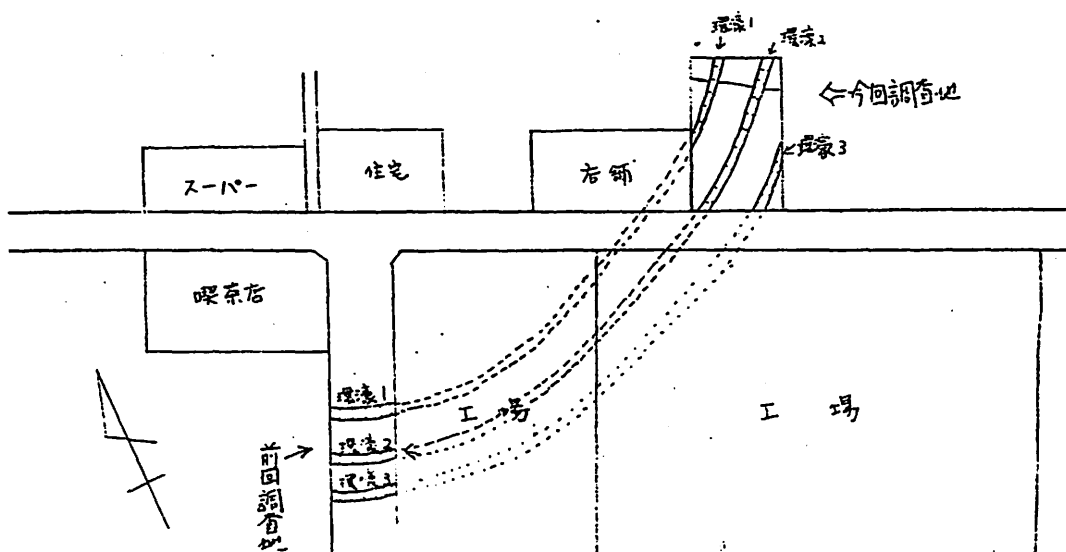 環濠1
環濠2
⇐今回調査地
環濠3
スーパー
住宅
店舗
喫茶店
環濠1
環濠2
環濠3
工場
工場
前回調査地